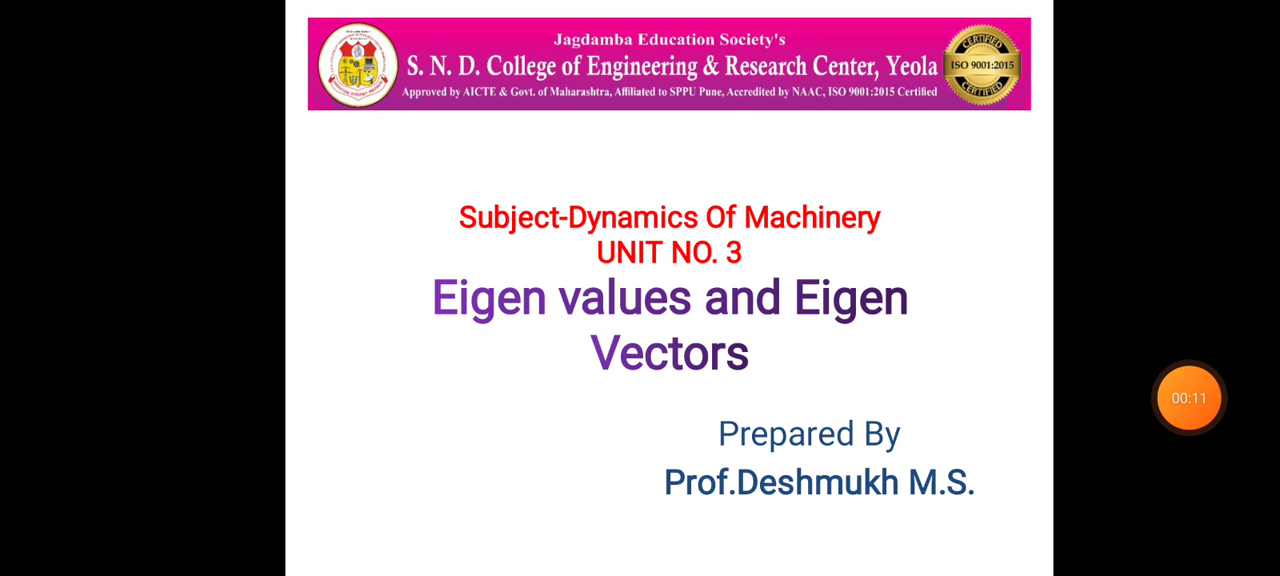 Jagdamba Education Society's
S. N. D. College of Engineering & Research Center, Yeola
Approved by AICTE & Govt. of Maharashtra, Affiliated to SPPU Pune, Accredited by NAAC, ISO 9001:2015 Certified
CERTIFIED
ISO 9001:2015
CERTIFIED
Subject-Dynamics Of Machinery
UNIT NO. 3
Eigen values and Eigen
Vectors
00:11
Prepared By
Prof.Deshmukh M.S.